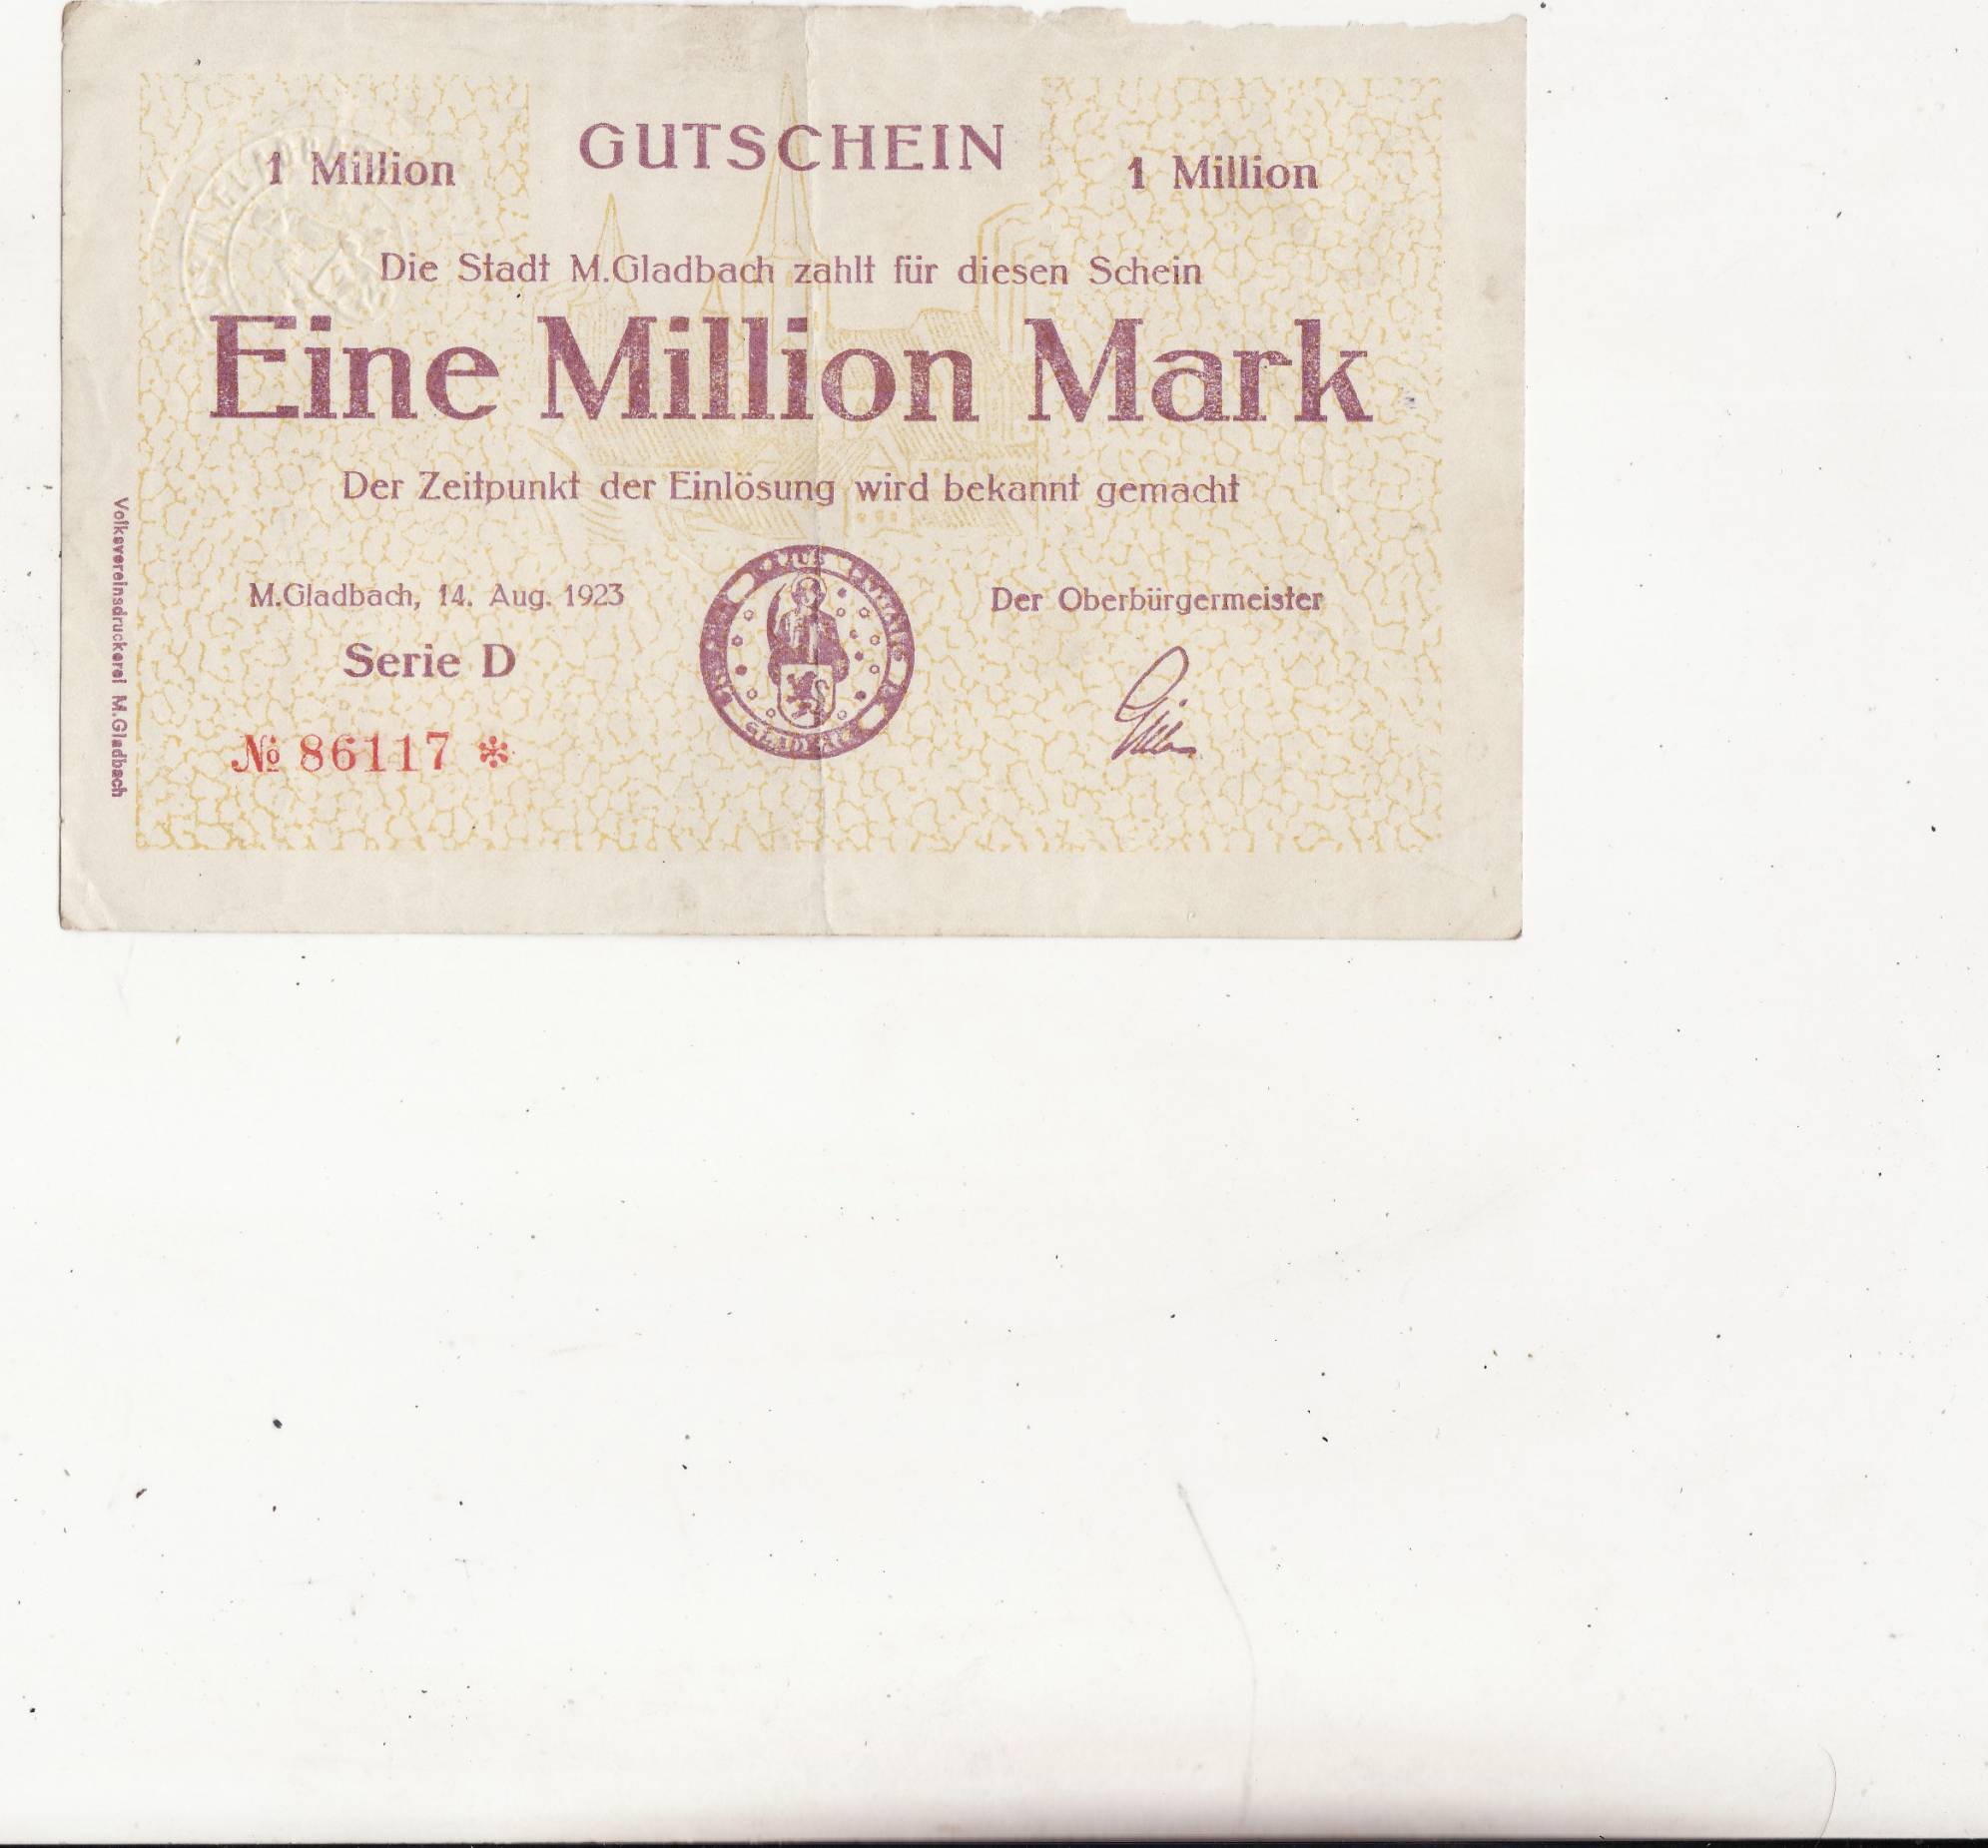 GUTSCHEIN
1 Million
1 Million
Die Stadt M.Gladbach zahlt für diesen Schein
Eine Million Mark
Der Zeitpunkt der Einlösung wird bekannt gemacht
M.Gladbach, 14. Aug. 1923
Der Oberbürgermeister
Serie D
№ 86117 *
Volksvereinsdruckerei M.Gladbach